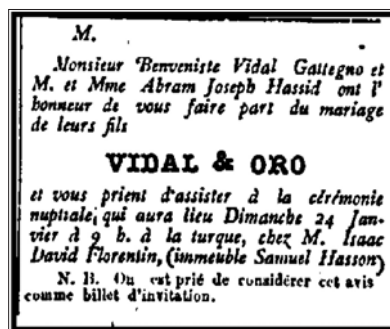 M.
Monsieur Benveniste Vidal Gattegno et
M. et Mme Abram Joseph Hassid ont l'
honneur de vous faire part du mariage
de leurs fils
VIDAL & ORO
et vous prient d'assister à la cérémonie
nuptiale, qui aura lieu Dimanche 24 Jan-
vier à 9 h. à la turque, chez M. Isaac
David Florentin, (immeuble Samuel Hasson)
N. B. On est prié de considérer cet avis
comme billet d'invitation.